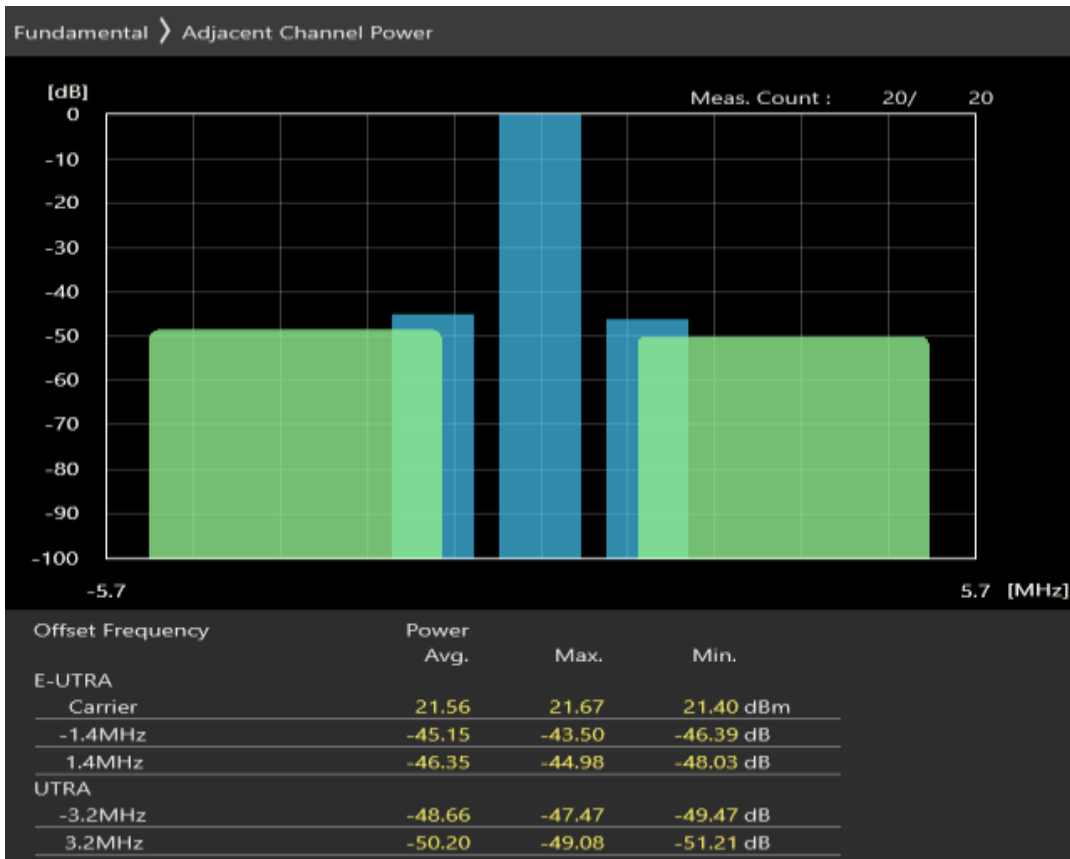 Fundamental 〉 Adjacent Channel Power
[dB]
Meas. Count : 20/ 20
0
-10
-20
-30
-40
-50
-60
-70
-80
-90
-100
-5.7 5.7 [MHz]
Offset Frequency Power
Avg. Max. Min.
E-UTRA
Carrier 21.56 21.67 21.40 dBm
-1.4MHz -45.15 -43.50 -46.39 dB
1.4MHz -46.35 -44.98 -48.03 dB
UTRA
-3.2MHz -48.66 -47.47 -49.47 dB
3.2MHz -50.20 -49.08 -51.21 dB